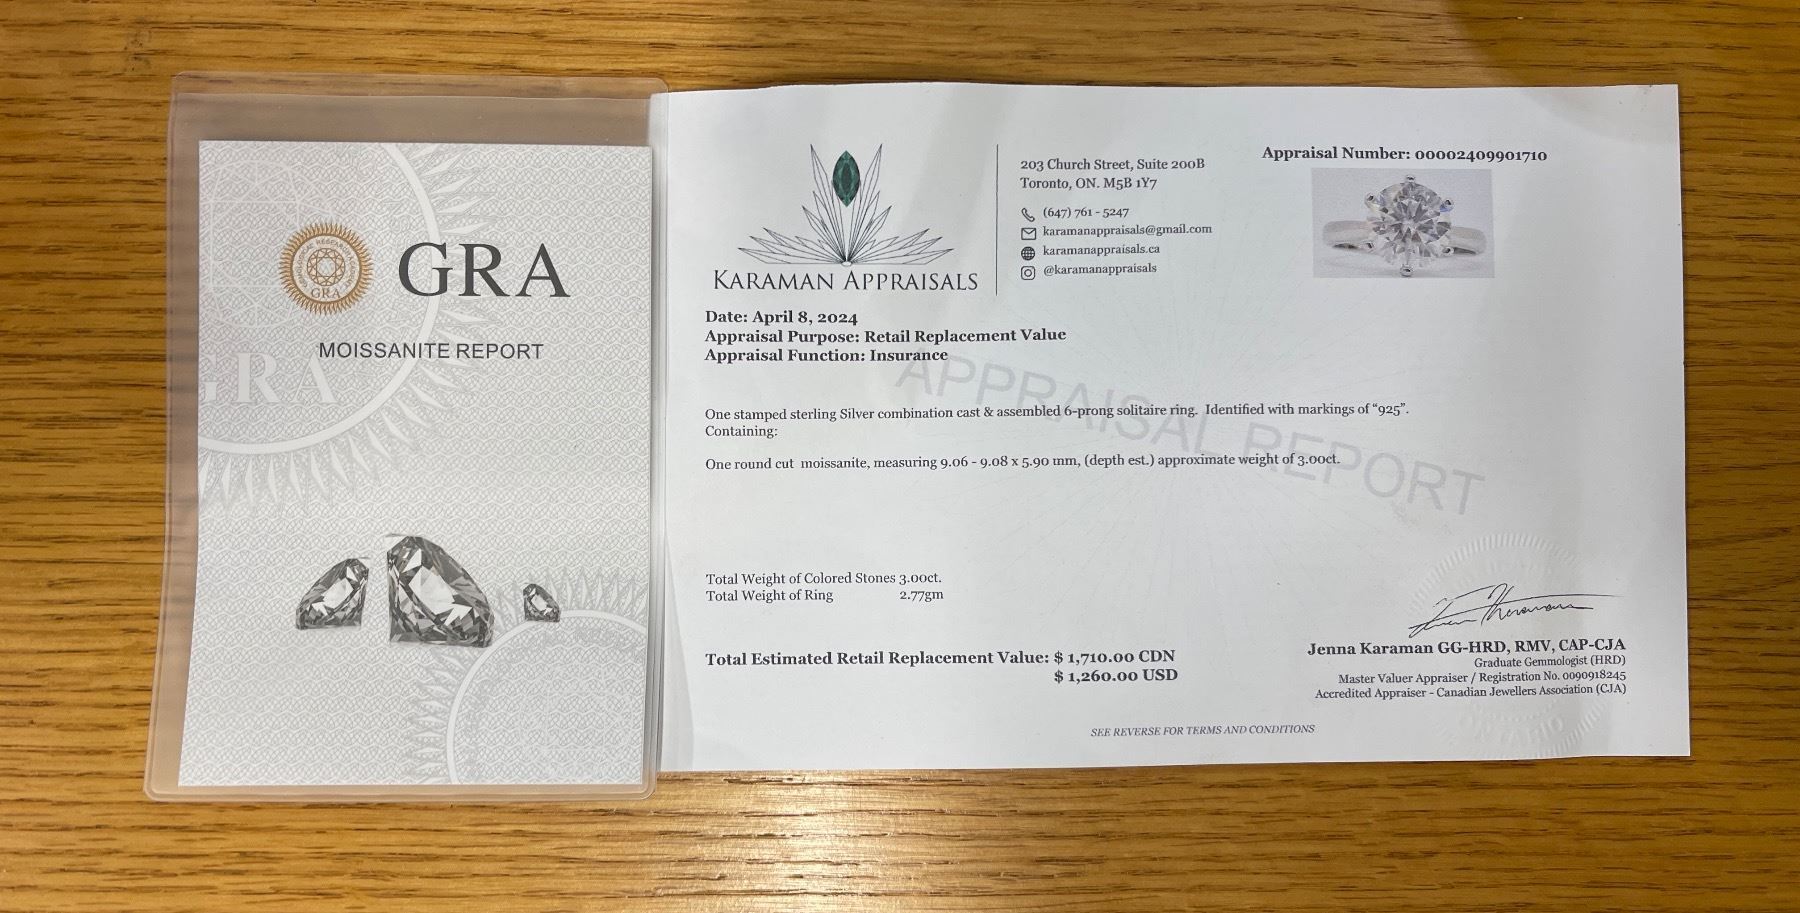 GRA
GRA
MOISSANITE REPORT
GRA
KARAMAN APPRAISALS
203 Church Street, Suite 200B
Toronto, ON. M5B 1Y7
(647) 761 - 5247
karamanappraisals@gmail.com
karamanappraisals.ca
@karamanappraisals
Appraisal Number: 00002409901710
Date: April 8, 2024
Appraisal Purpose: Retail Replacement Value
Appraisal Function: Insurance
APPRAISAL REPORT
One stamped sterling Silver combination cast & assembled 6-prong solitaire ring. Identified with markings of “925”.
Containing:
One round cut moissanite, measuring 9.06 - 9.08 x 5.90 mm, (depth est.) approximate weight of 3.00ct.
Total Weight of Colored Stones 3.00ct.
Total Weight of Ring 2.77gm
Total Estimated Retail Replacement Value: $ 1,710.00 CDN
$ 1,260.00 USD
Jenna Karaman GG-HRD, RMV, CAP-CJA
Graduate Gemmologist (HRD)
Master Valuer Appraiser / Registration No. 0090918245
Accredited Appraiser - Canadian Jewellers Association (CJA)
SEE REVERSE FOR TERMS AND CONDITIONS